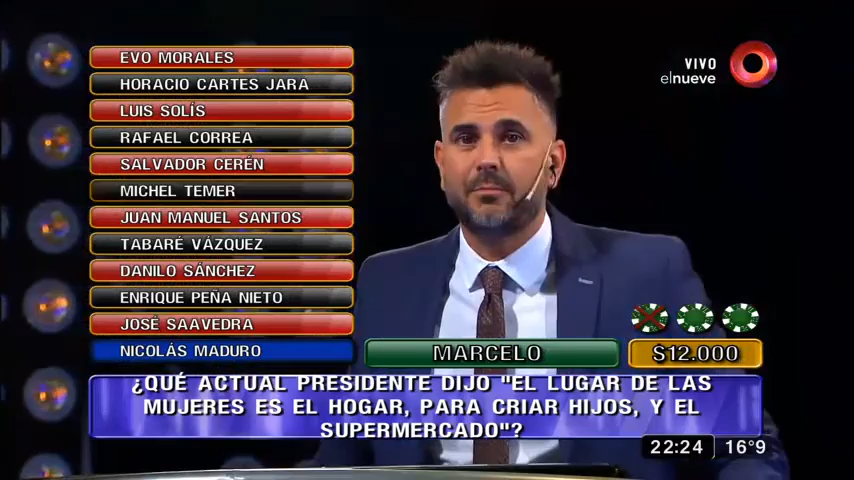 EVO MORALES
HORACIO CARTES JARA
LUIS SOLÍS
RAFAEL CORREA
SALVADOR CERÉN
MICHEL TEMER
JUAN MANUEL SANTOS
TABARÉ VÁZQUEZ
DANILO SÁNCHEZ
ENRIQUE PEÑA NIETO
JOSÉ SAAVEDRA
NICOLÁS MADURO
VIVO
elnueve
MARCELO
$12.000
¿QUÉ ACTUAL PRESIDENTE DIJO "EL LUGAR DE LAS
MUJERES ES EL HOGAR, PARA CRIAR HIJOS, Y EL
SUPERMERCADO"?
22:24 16°9